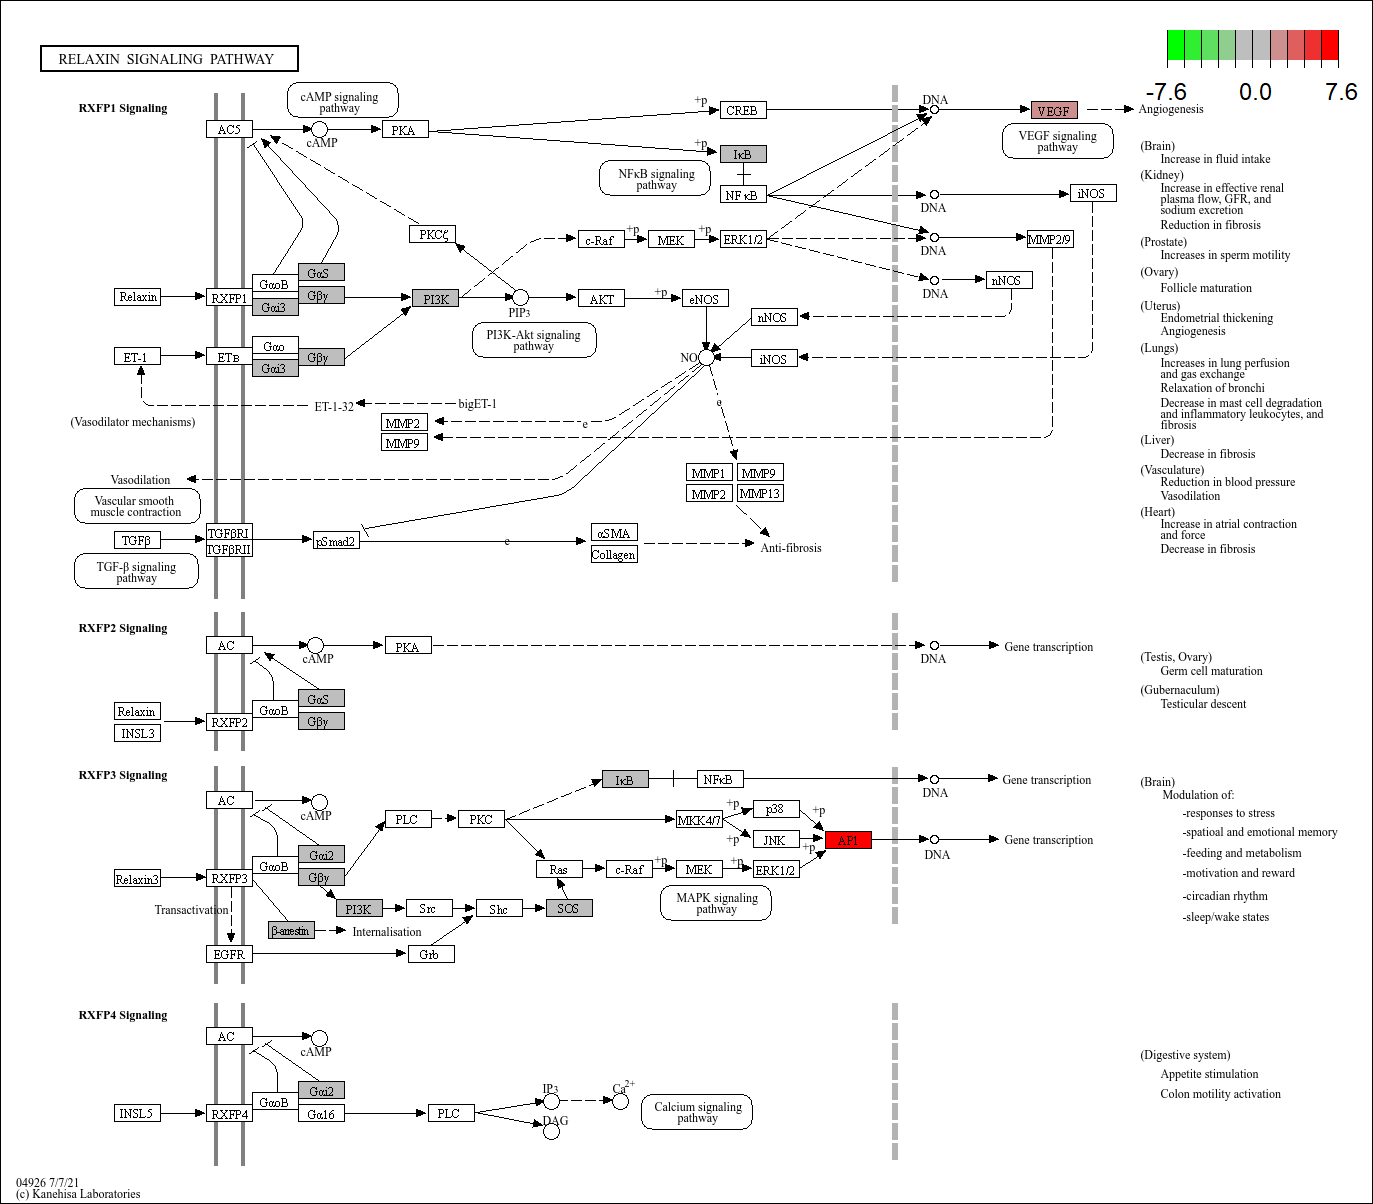 RELAXIN SIGNALING PATHWAY
-7.6 0.0 7.6
RXFP1 Signaling
cAMP signaling
pathway
AC5
cAMP
PKA
+p
CREB
DNA
VEGF
Angiogenesis
VEGF signaling
pathway
+p
IκB
NFκB signaling
pathway
NFκB
DNA
iNOS
PKCζ
c-Raf
+p
MEK
+p
ERK1/2
DNA
MMP2/9
DNA
nNOS
GαS
GαoB
Gβγ
Gαi3
Relaxin
RXFP1
PI3K
PIP3
AKT
+p
eNOS
PI3K-Akt signaling
pathway
nNOS
NO
iNOS
ET-1
ETB
Gαo
Gαi3
Gβγ
ET-1-32
bigET-1
(Vasodilator mechanisms)
MMP2
MMP9
e
e
MMP1
MMP9
MMP2
MMP13
Vasodilation
Vascular smooth
muscle contraction
TGFβ
TGFβRI
TGFβRII
pSmad2
e
αSMA
Collagen
Anti-fibrosis
TGF-β signaling
pathway
(Brain)
Increase in fluid intake
(Kidney)
Increase in effective renal
plasma flow, GFR, and
sodium excretion
Reduction in fibrosis
(Prostate)
Increases in sperm motility
(Ovary)
Follicle maturation
(Uterus)
Endometrial thickening
Angiogenesis
(Lungs)
Increases in lung perfusion
and gas exchange
Relaxation of bronchi
Decrease in mast cell degradation
and inflammatory leukocytes, and
fibrosis
(Liver)
Decrease in fibrosis
(Vasculature)
Reduction in blood pressure
Vasodilation
(Heart)
Increase in atrial contraction
and force
Decrease in fibrosis
RXFP2 Signaling
AC
cAMP
PKA
DNA
Gene transcription
GαS
GαoB
Gβγ
Relaxin
INSL3
RXFP2
(Testis, Ovary)
Germ cell maturation
(Gubernaculum)
Testicular descent
RXFP3 Signaling
AC
cAMP
IκB
NFκB
DNA
Gene transcription
PLC
PKC
MKK4/7
+p
p38
+p
+p
JNK
AP1
DNA
Gene transcription
Gαi2
GαoB
Gβγ
Relaxin3
RXFP3
Ras
c-Raf
+p
MEK
+p
ERK1/2
+p
MAPK signaling
pathway
PI3K
Src
Shc
SOS
Transactivation
β-arrestin
Internalisation
EGFR
Grb
(Brain)
Modulation of:
-responses to stress
-spatioal and emotional memory
-feeding and metabolism
-motivation and reward
-circadian rhythm
-sleep/wake states
RXFP4 Signaling
AC
cAMP
Gαi2
GαoB
Gα16
INSL5
RXFP4
PLC
IP3
DAG
Ca2+
Calcium signaling
pathway
(Digestive system)
Appetite stimulation
Colon motility activation
04926 7/7/21
(c) Kanehisa Laboratories